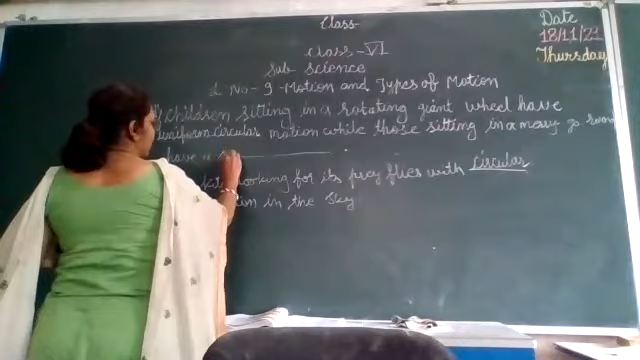 Class
Date
18/11/21
Class - VI
Thursday
Sub Science
L No - 9 - Motion and Types of Motion
children sitting in a rotating giant wheel have
uniform circular motion while those sitting in a merry go round
have a
looking for its prey flies with circular
in the sky